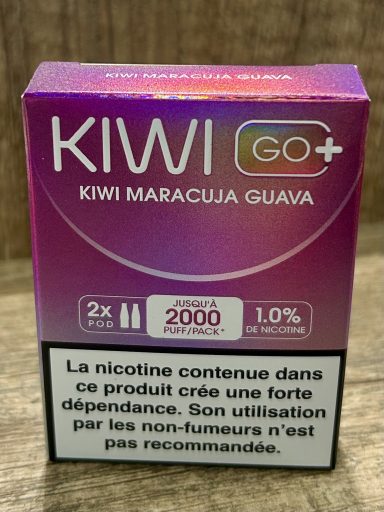 KIWI MARACUJA GUAVA
KIWI GO+
KIWI MARACUJA GUAVA
2x
POD
JUSQU'À
2000
PUFF/PACK*
1.0%
DE NICOTINE
La nicotine contenue dans
ce produit crée une forte
dépendance. Son utilisation
par les non-fumeurs n'est
pas recommandée.